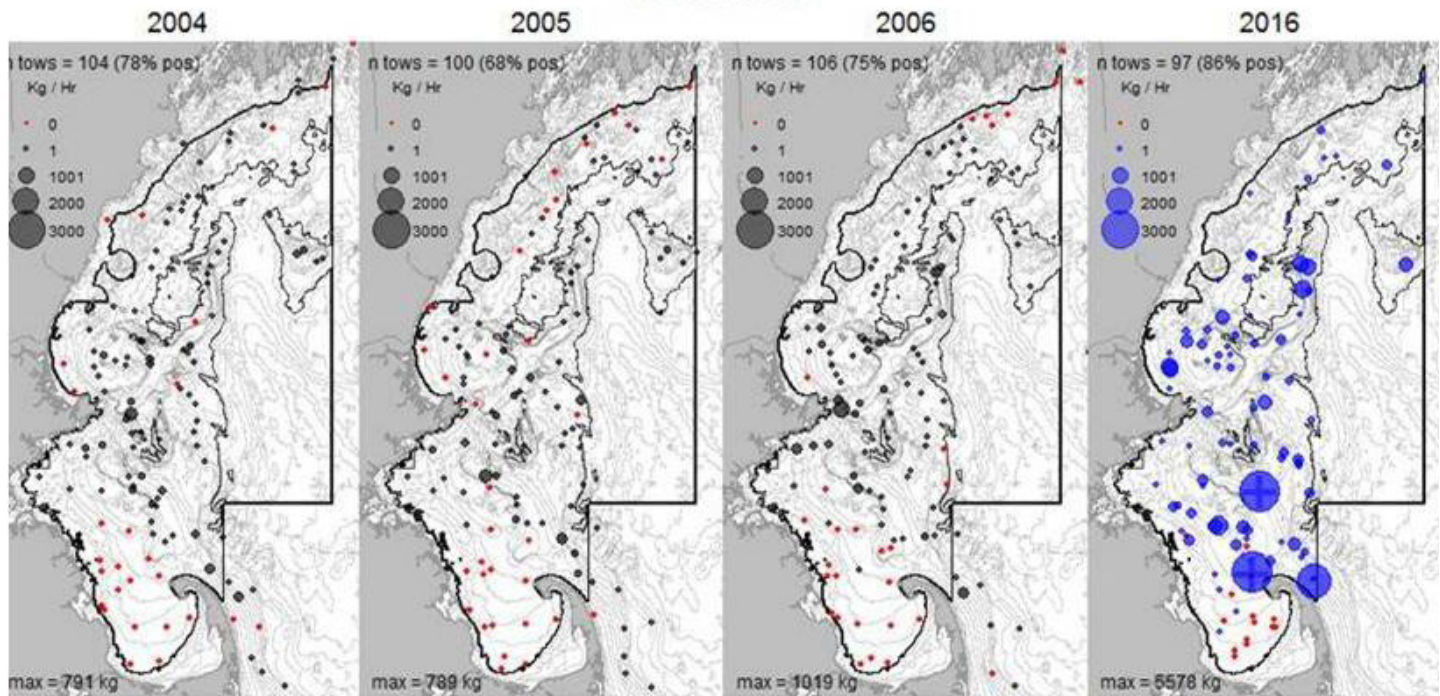 2004 2005 2006 2016
n tows = 104 (78% pos) n tows = 100 (68% pos) n tows = 106 (75% pos) n tows = 97 (86% pos)
Kg / Hr Kg / Hr Kg / Hr Kg / Hr
0 0 0 0
1 1 1 1
1001 1001 1001 1001
2000 2000 2000 2000
3000 3000 3000 3000
max = 791 kg max = 789 kg max = 1019 kg max = 5578 kg